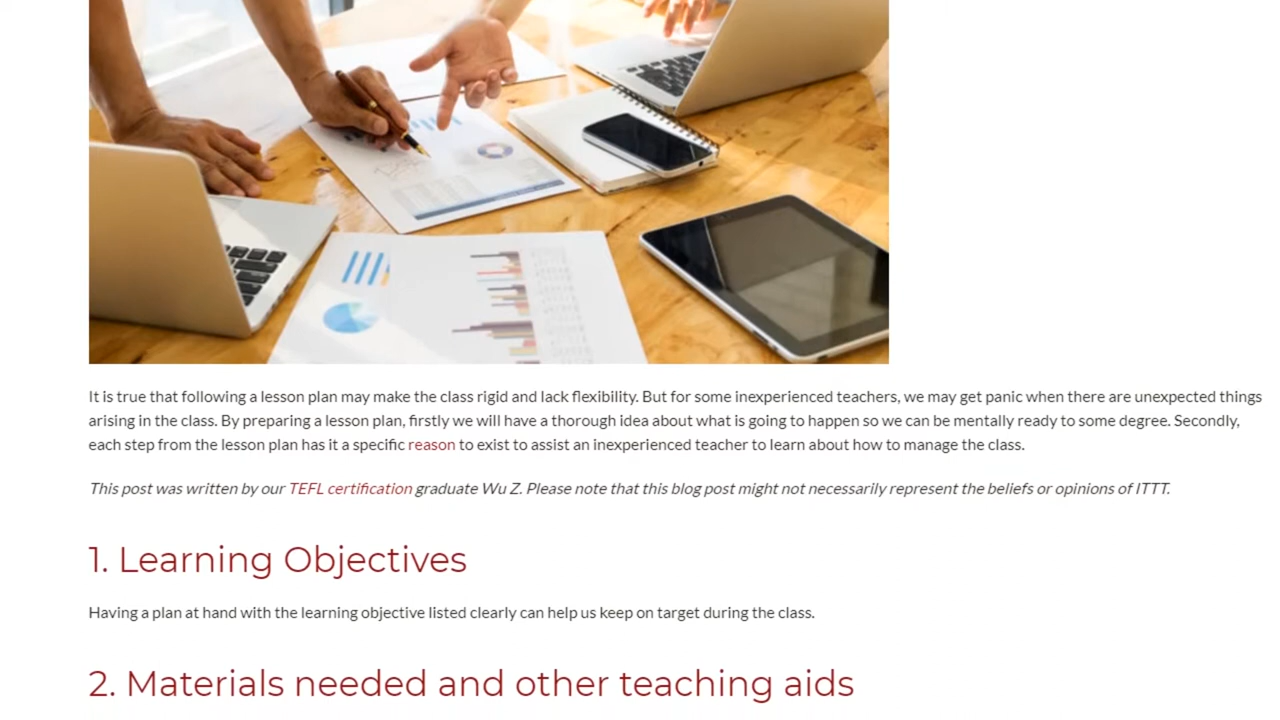 It is true that following a lesson plan may make the class rigid and lack flexibility. But for some inexperienced teachers, we may get panic when there are unexpected things
arising in the class. By preparing a lesson plan, firstly we will have a thorough idea about what is going to happen so we can be mentally ready to some degree. Secondly,
each step from the lesson plan has it a specific reason to exist to assist an inexperienced teacher to learn about how to manage the class.
This post was written by our TEFL certification graduate Wu Z. Please note that this blog post might not necessarily represent the beliefs or opinions of ITTT.
1. Learning Objectives
Having a plan at hand with the learning objective listed clearly can help us keep on target during the class.
2. Materials needed and other teaching aids